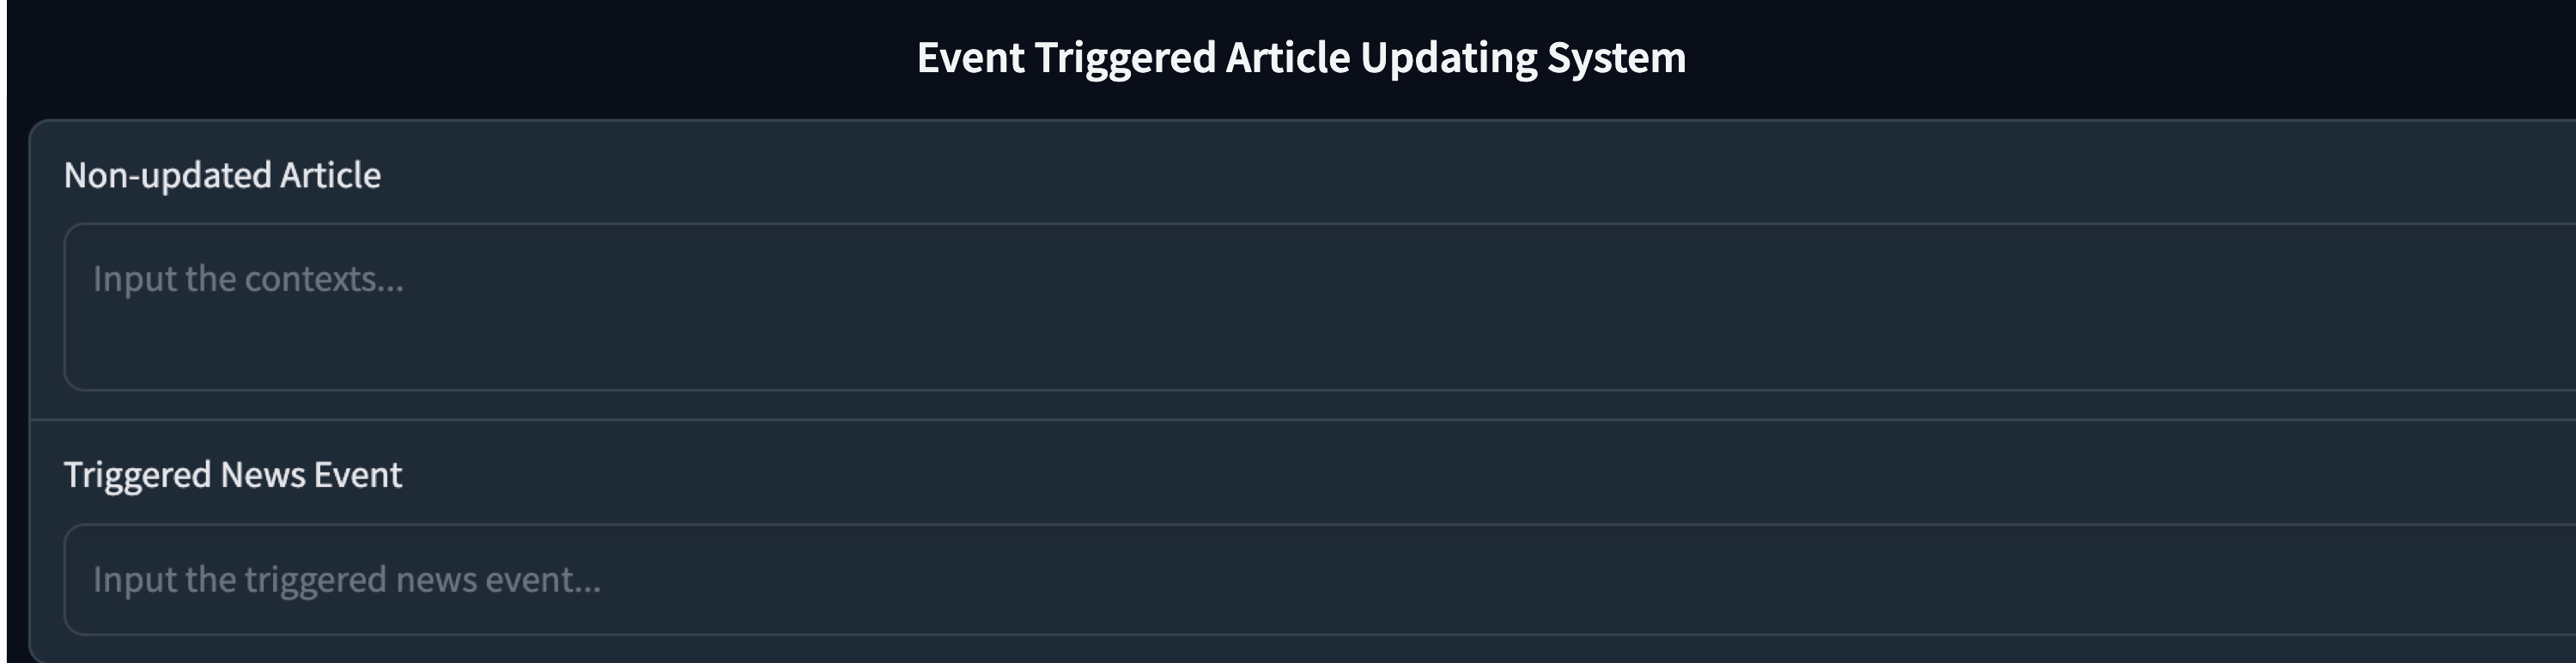 Event Triggered Article Updating System
Non-updated Article
Input the contexts...
Triggered News Event
Input the triggered news event...